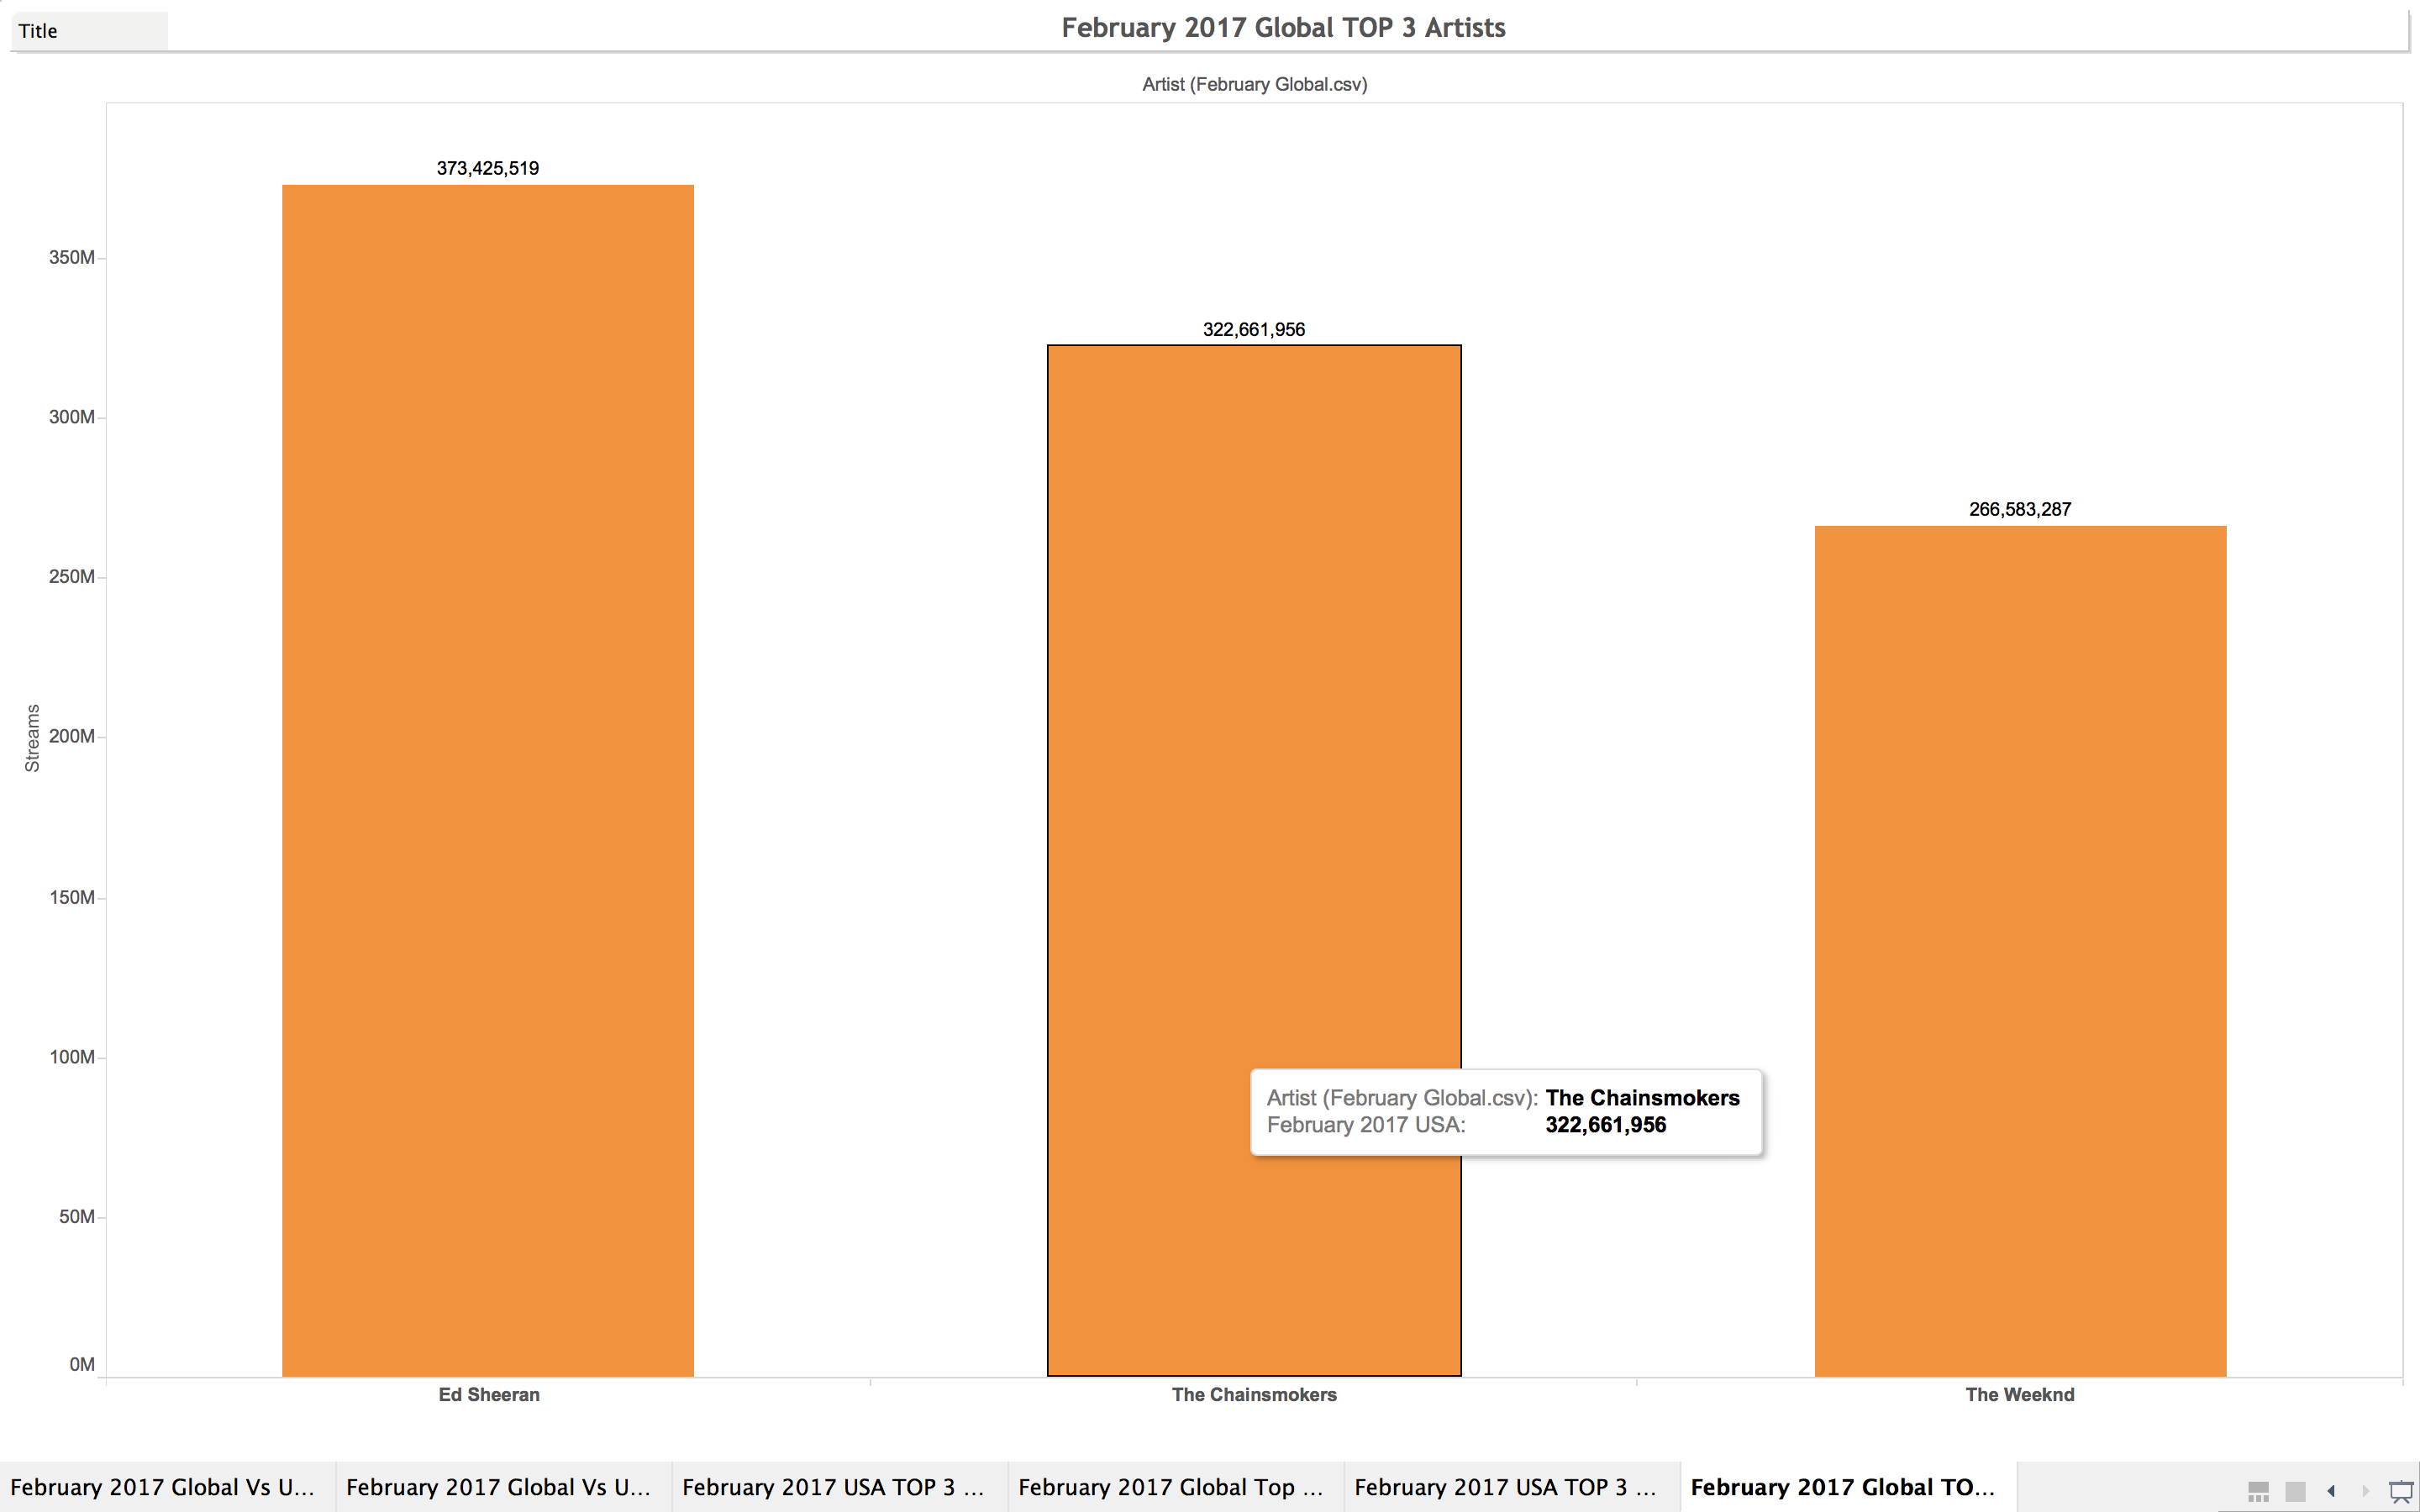 Title
February 2017 Global TOP 3 Artists
Artist (February Global.csv)
373,425,519
322,661,956
266,583,287
350M
300M
250M
200M
150M
100M
50M
0M
Streams
Artist (February Global.csv): The Chainsmokers
February 2017 USA: 322,661,956
Ed Sheeran
The Chainsmokers
The Weeknd
February 2017 Global Vs U...
February 2017 Global Vs U...
February 2017 USA TOP 3 ...
February 2017 Global Top ...
February 2017 USA TOP 3 ...
February 2017 Global TO...